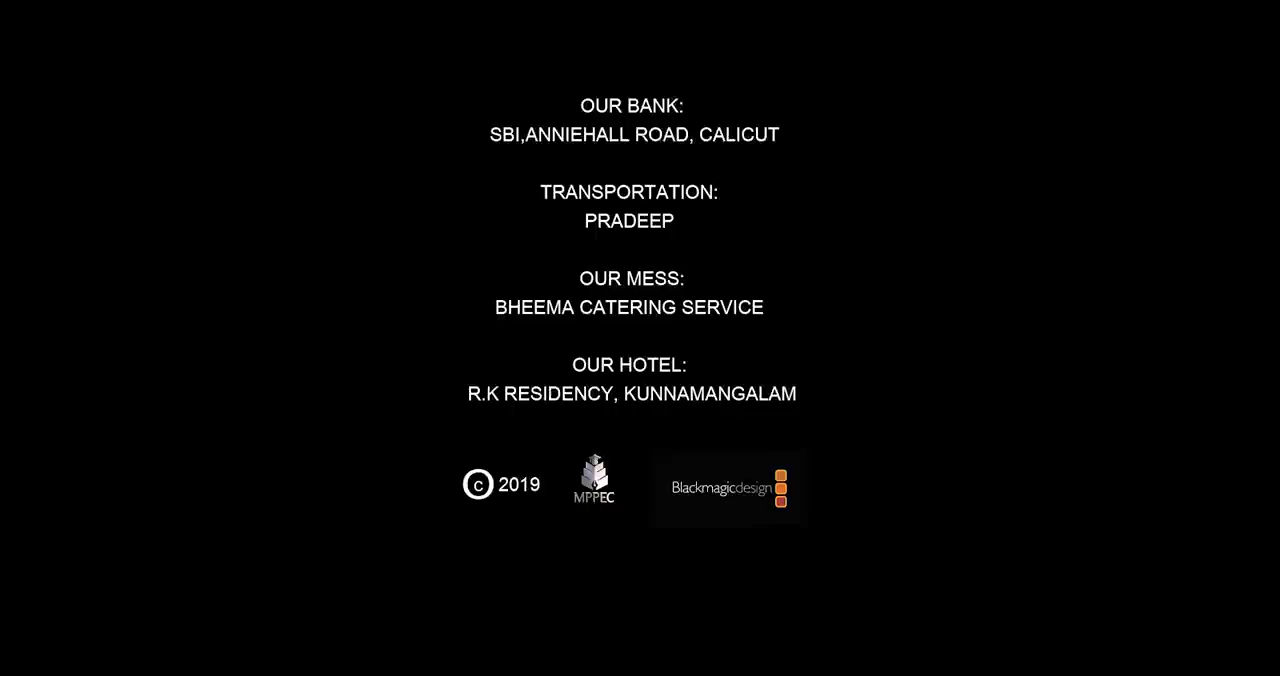 OUR BANK:
SBI,ANNIEHALL ROAD, CALICUT
TRANSPORTATION:
PRADEEP
OUR MESS:
BHEEMA CATERING SERVICE
OUR HOTEL:
R.K RESIDENCY, KUNNAMANGALAM
© 2019
MPPEC
Blackmagicdesign